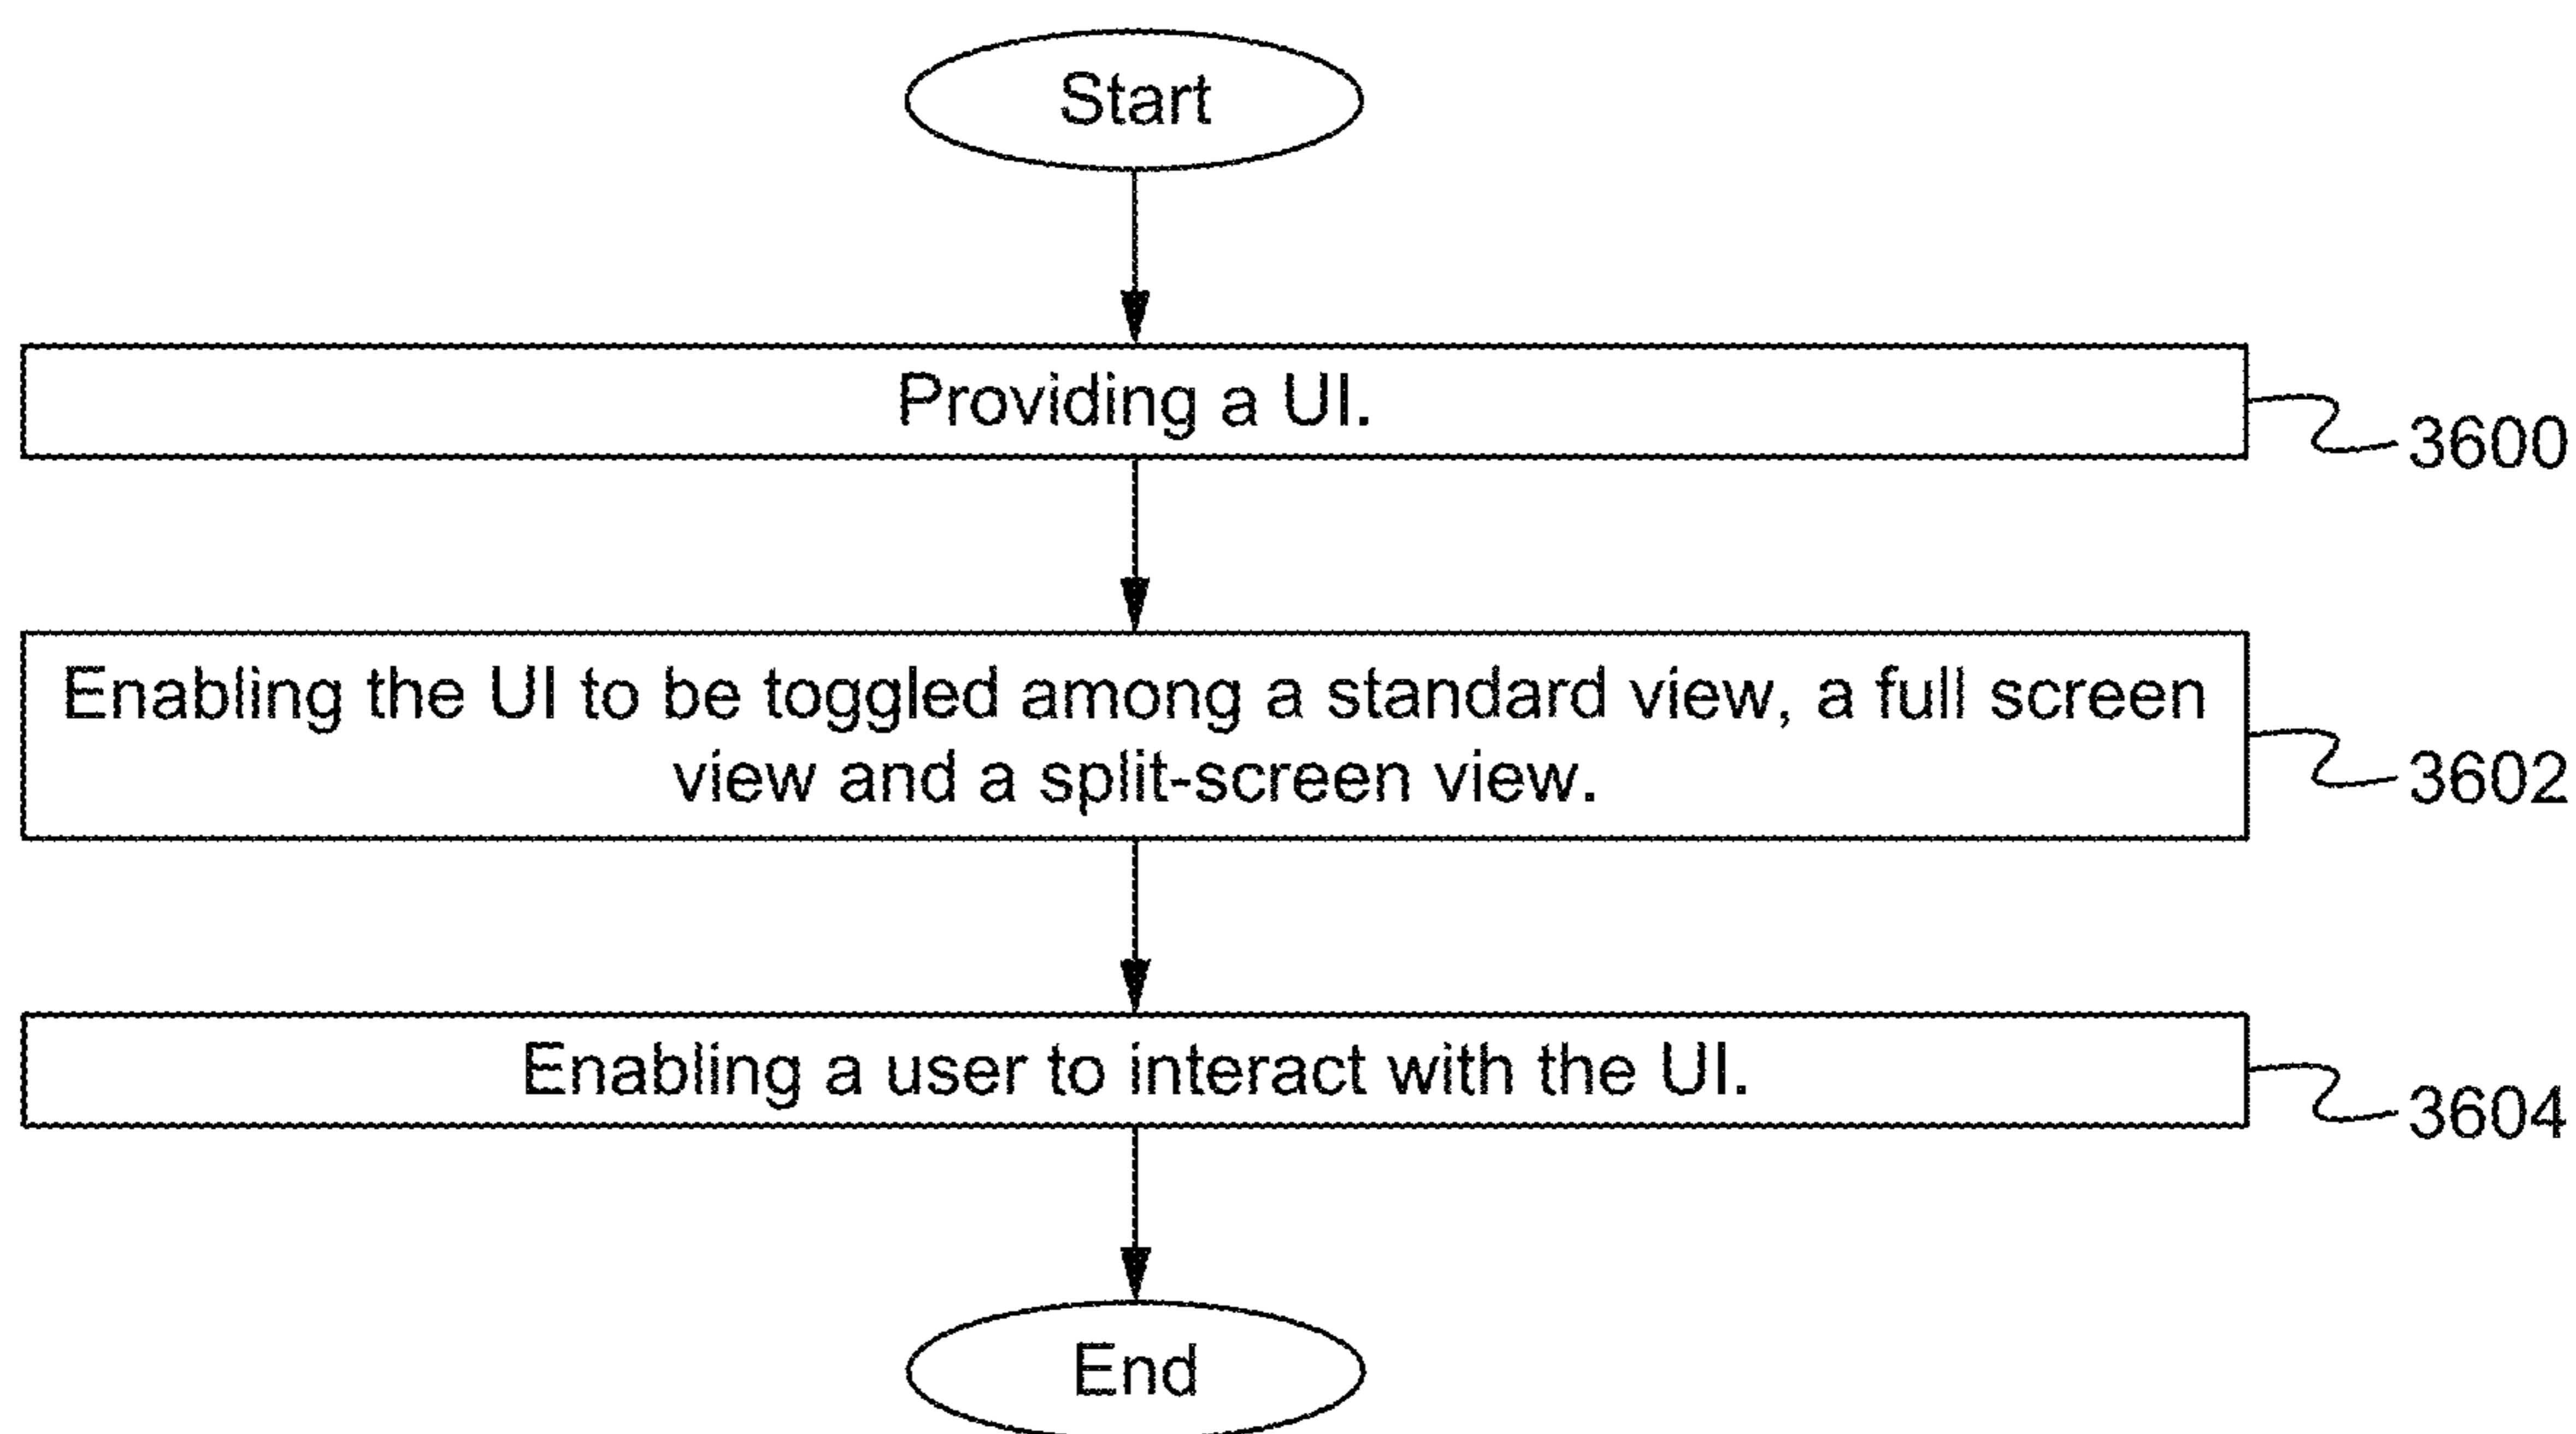 Start
Providing a UI.
3600
Enabling the UI to be toggled among a standard view, a full screen
view and a split-screen view.
3602
Enabling a user to interact with the UI.
3604
End